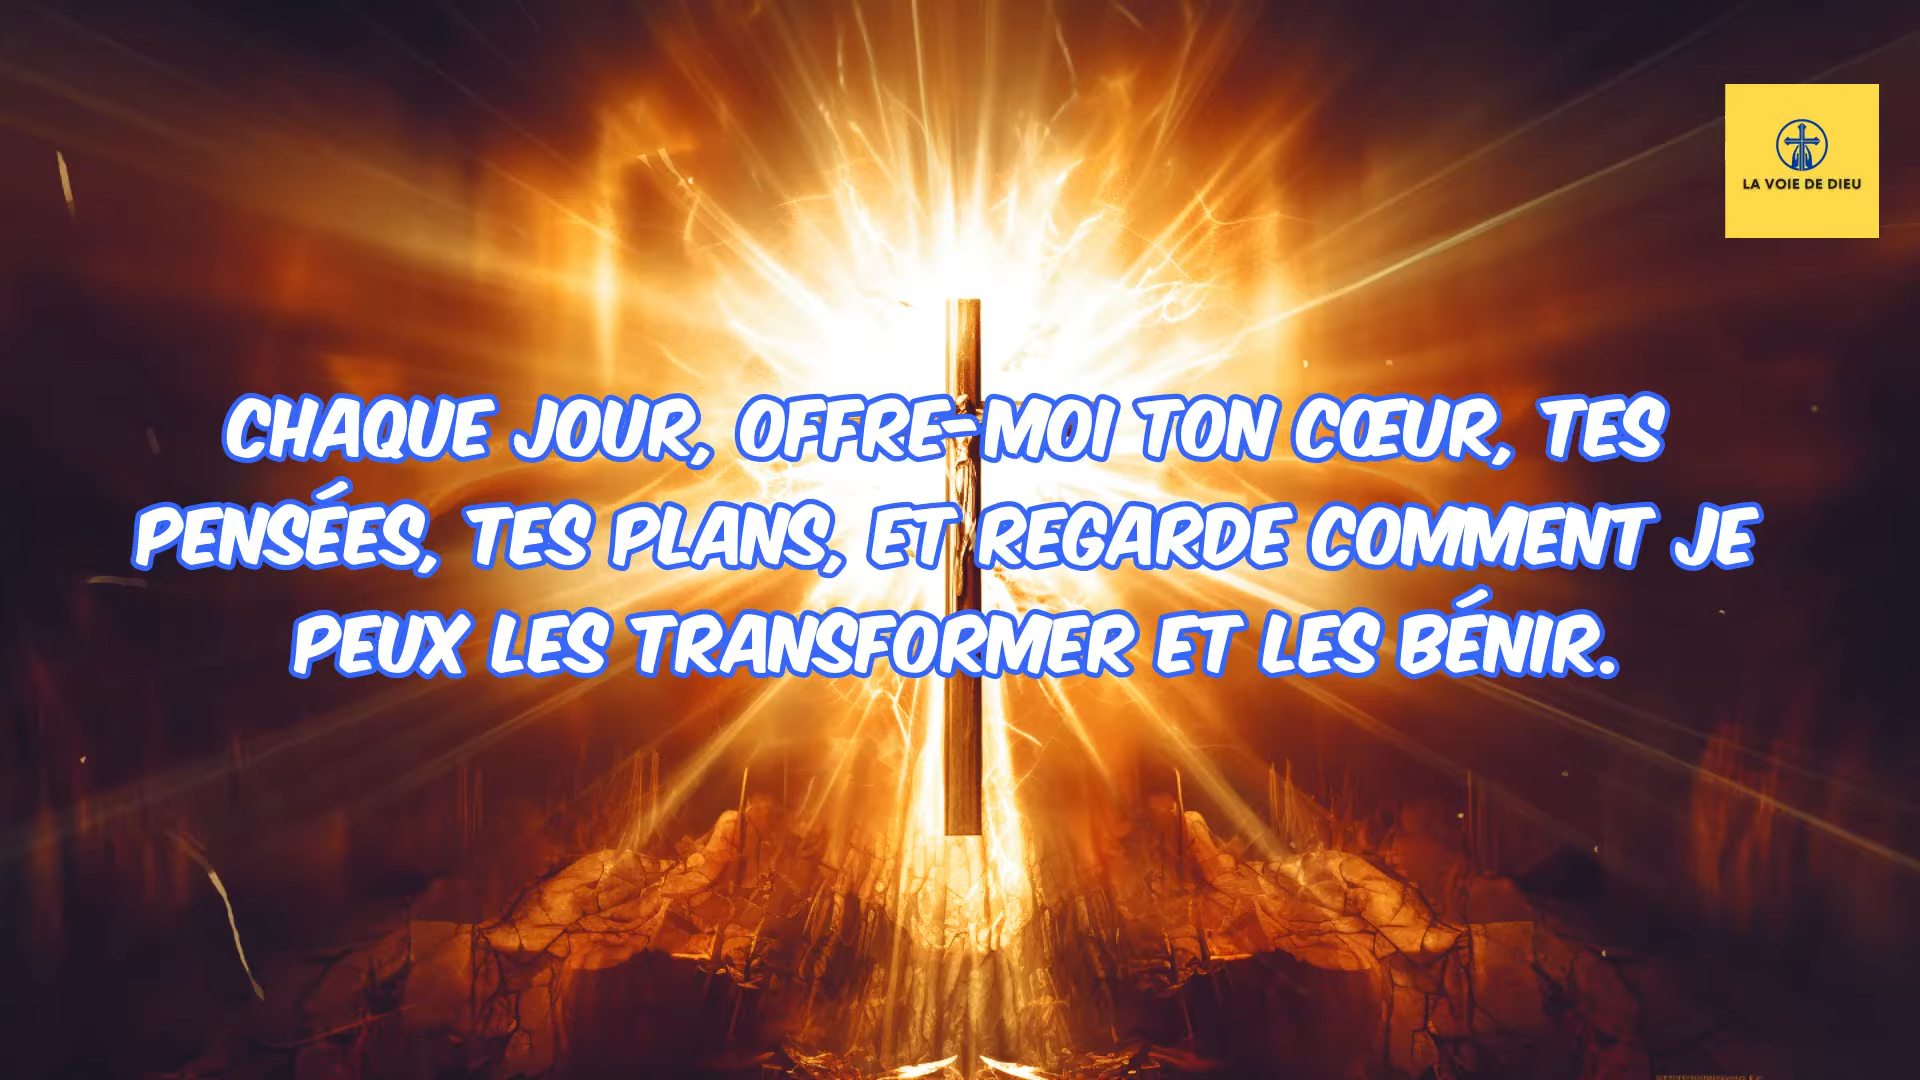 LA VOIE DE DIEU
CHAQUE JOUR, OFFRE-MOI TON CŒUR, TES
PENSÉES, TES PLANS, ET REGARDE COMMENT JE
PEUX LES TRANSFORMER ET LES BÉNIR.